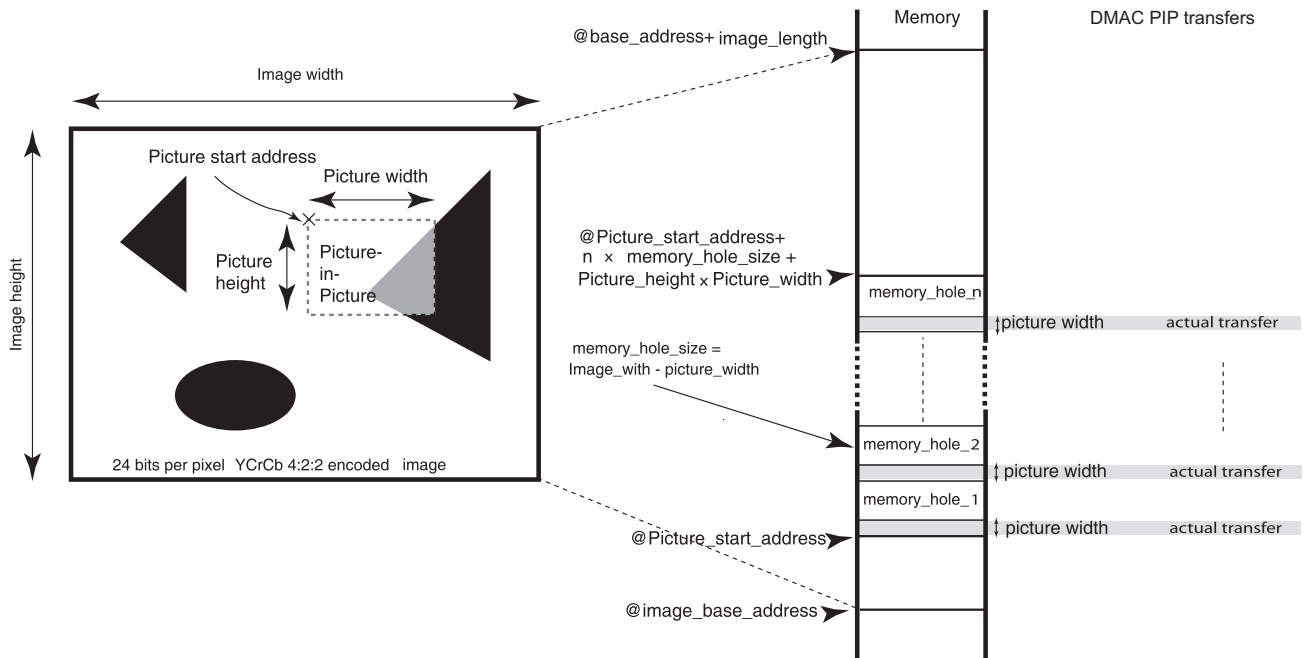 Image width
Image height
Picture start address
Picture width
Picture
height
Picture-
in-
Picture
24 bits per pixel YCrCb 4:2:2 encoded image
Memory
DMAC PIP transfers
@base_address+ image_length
@Picture_start_address+
n x memory_hole_size +
Picture_height x Picture_width
memory_hole_n
picture width actual transfer
memory_hole_size =
Image_with - picture_width
memory_hole_2
picture width actual transfer
memory_hole_1
picture width actual transfer
@Picture_start_address
@image_base_address